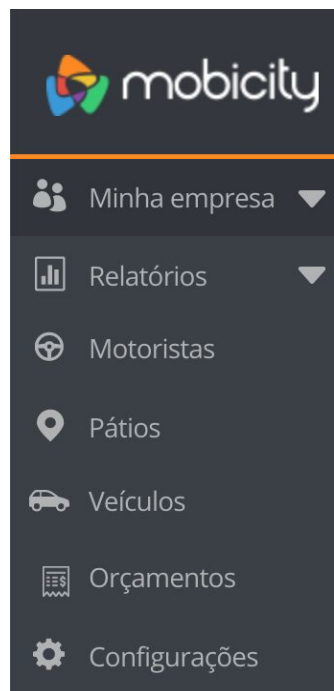 mobicity
Minha empresa
Relatórios
Motoristas
Pátios
Veículos
Orçamentos
Configurações